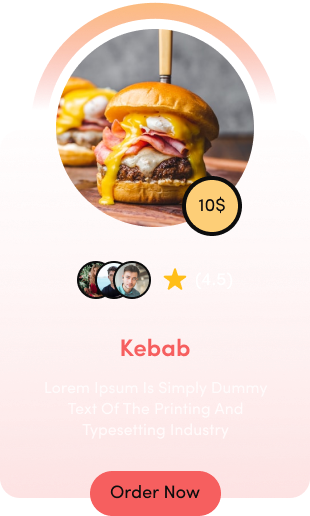 10$
(4.5)
Kebab
Lorem Ipsum Is Simply Dummy
Text Of The Printing And
Typesetting Industry
Order Now